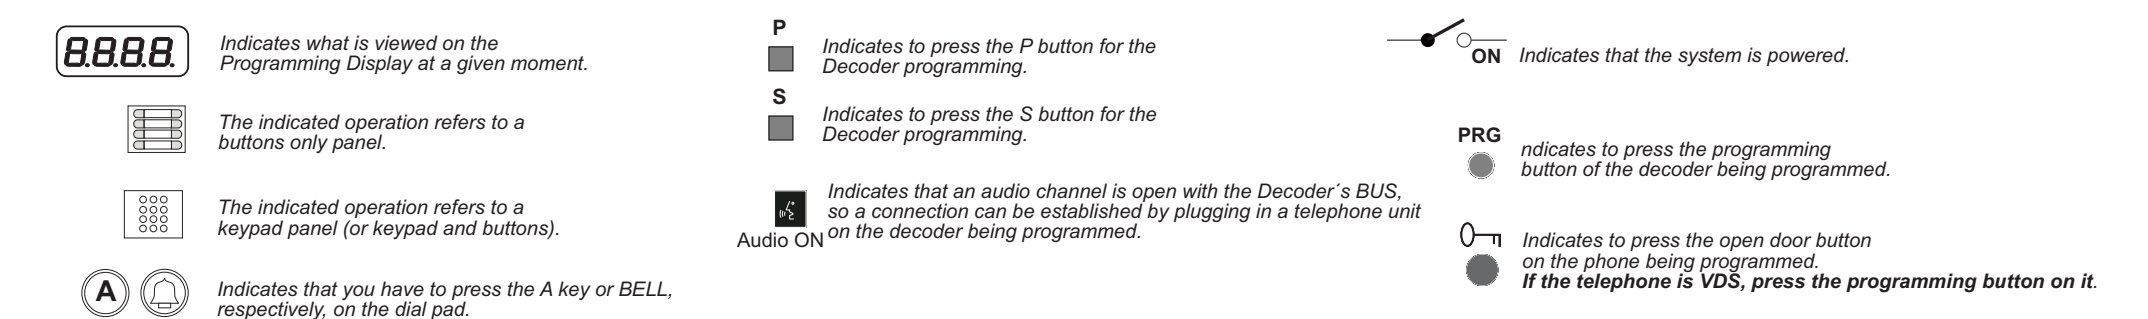 8.8.8.8.
Indicates what is viewed on the
Programming Display at a given moment.
The indicated operation refers to a
buttons only panel.
The indicated operation refers to a
keypad panel (or keypad and buttons).
A
Indicates that you have to press the A key or BELL,
respectively, on the dial pad.
P
Indicates to press the P button for the
Decoder programming.
S
Indicates to press the S button for the
Decoder programming.
Audio ON
Indicates that an audio channel is open with the Decoder´s BUS,
so a connection can be established by plugging in a telephone unit
on the decoder being programmed.
ON
Indicates that the system is powered.
PRG
ndicates to press the programming
button of the decoder being programmed.
Indicates to press the open door button
on the phone being programmed.
If the telephone is VDS, press the programming button on it.